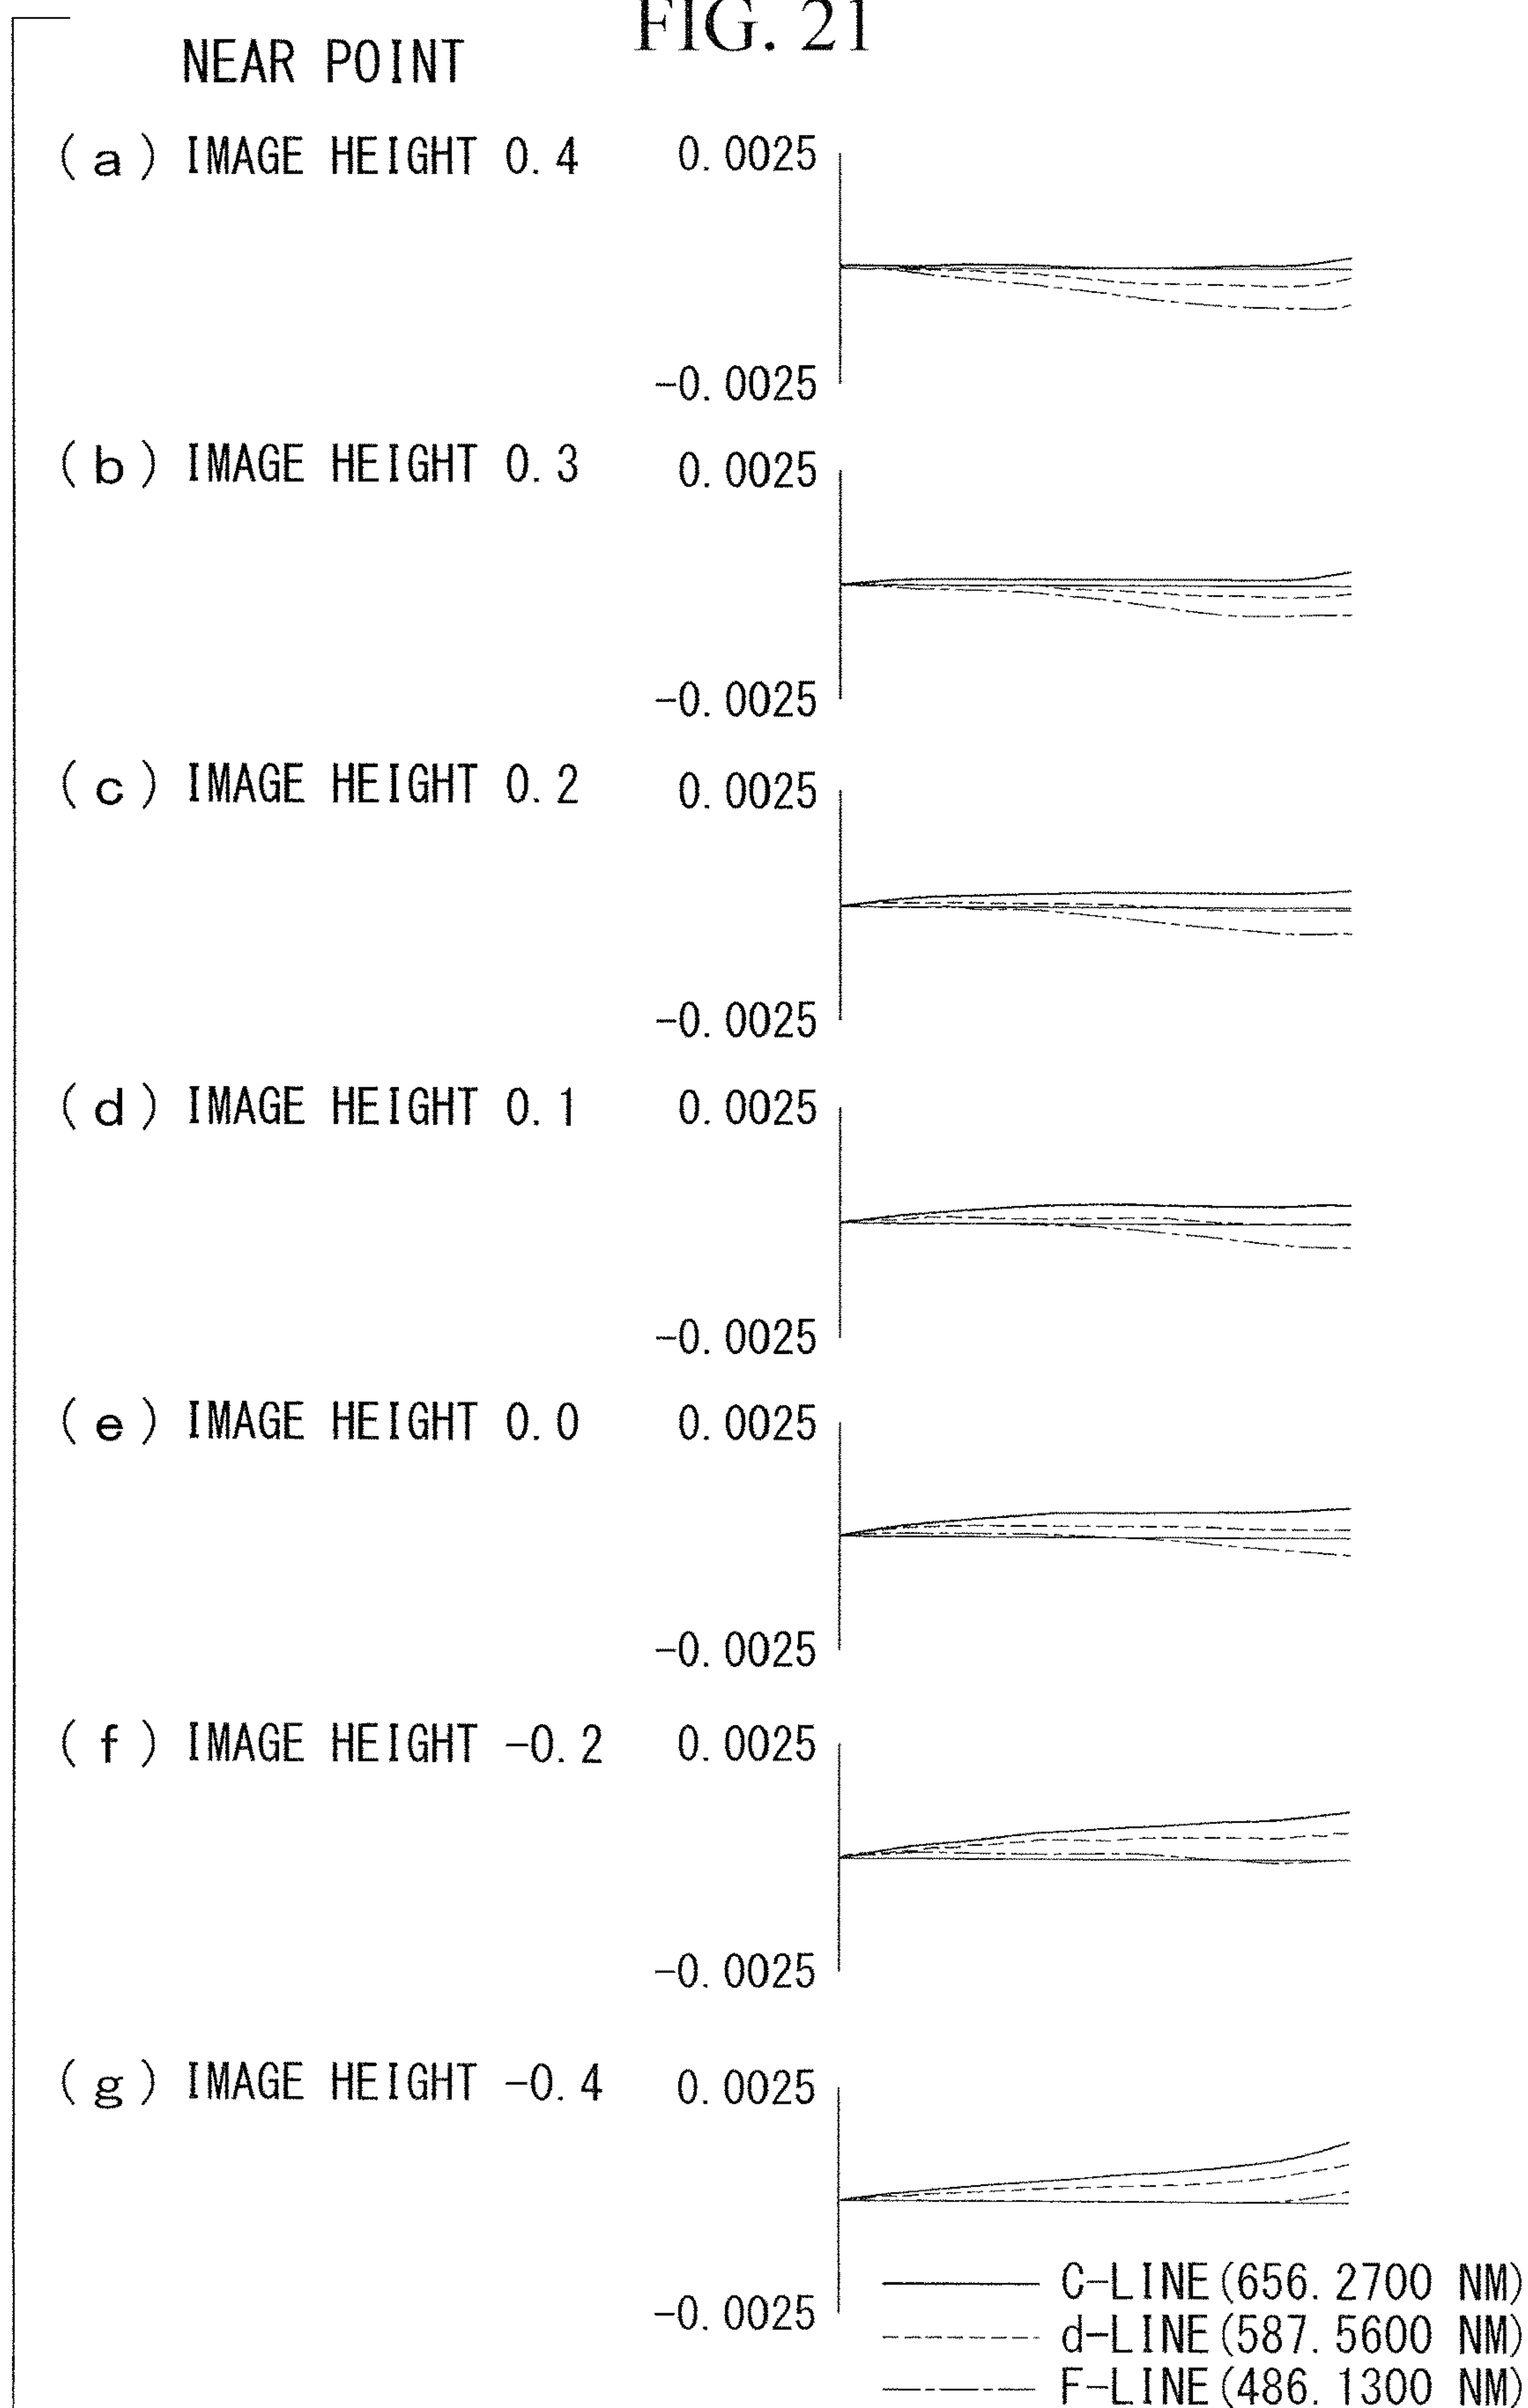 FIG. 21
NEAR POINT
(a) IMAGE HEIGHT 0.4
0.0025
-0.0025
(b) IMAGE HEIGHT 0.3
0.0025
-0.0025
(c) IMAGE HEIGHT 0.2
0.0025
-0.0025
(d) IMAGE HEIGHT 0.1
0.0025
-0.0025
(e) IMAGE HEIGHT 0.0
0.0025
-0.0025
(f) IMAGE HEIGHT -0.2
0.0025
-0.0025
(g) IMAGE HEIGHT -0.4
0.0025
-0.0025
C-LINE(656.2700 NM)
d-LINE(587.5600 NM)
F-LINE(486.1300 NM)